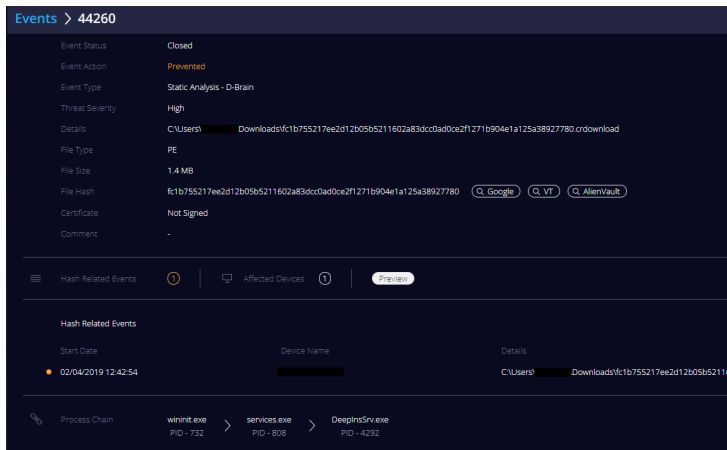 Events > 44260
Event Status Closed
Event Action Prevented
Event Type Static Analysis - D-Brain
Threat Severity High
Details C:\Users\ Downloads\fc1b755217ee2d12b05b5211602a83dcc0ad0ce2f1271b904e1a125a38927780.crdownload
File Type PE
File Size 1.4 MB
File Hash fc1b755217ee2d12b05b5211602a83dcc0ad0ce2f1271b904e1a125a38927780 Google VT AlienVault
Certificate Not Signed
Comment -
Hash Related Events 1 Affected Devices 1 Preview
Hash Related Events
Start Date Device Name Details
02/04/2019 12:42:54 C:\Users\ Downloads\fc1b755217ee2d12b05b52116
Process Chain wininit.exe > services.exe > DeepInsSrv.exe
PID - 732 PID - 808 PID - 4292